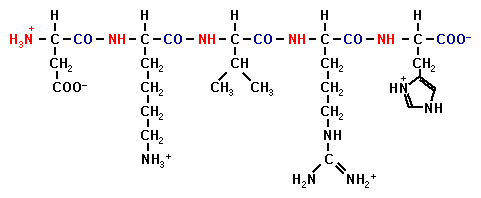 H H H H H
H₃N⁺ CO NH CO NH CO NH CO NH COO⁻
CH₂ CH₂ CH CH₂ CH₂
COO⁻ CH₂ CH₃ CH₃ CH₂ HN⁺
CH₂ CH₂ NH
CH₂ NH
NH₃⁺
H₂N NH₂⁺